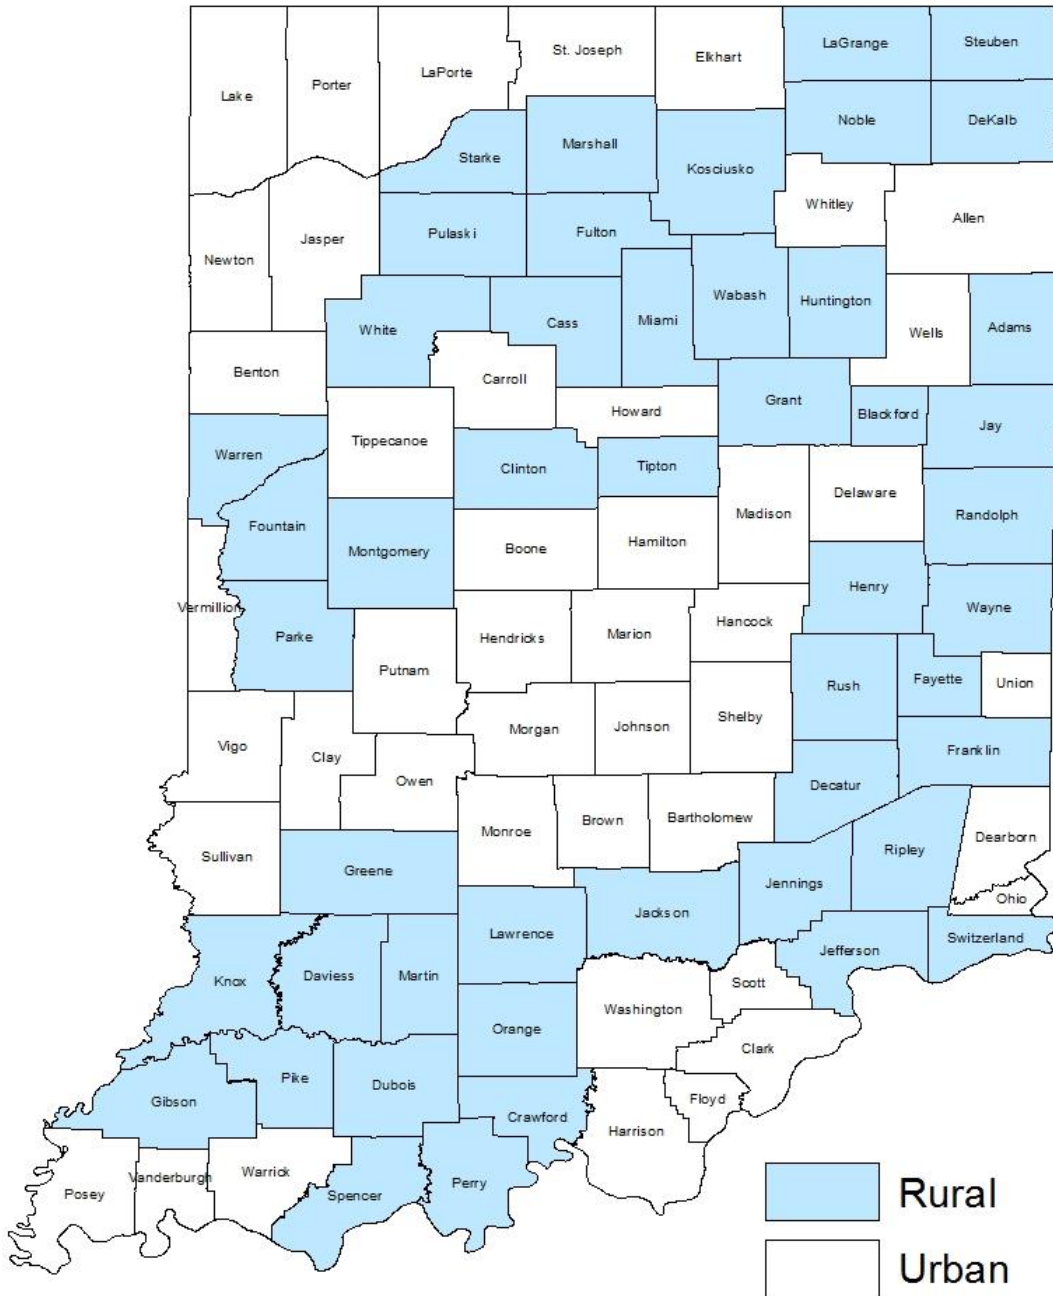 St. Joseph
LaGrange
Steuben
Elkhart
LaPorte
Porter
Lake
Noble
DeKalb
Marshall
Starke
Kosciusko
Whitley
Allen
Jasper
Pulaski
Fulton
Newton
Wabash
Huntington
White
Cass
Miami
Wells
Adams
Benton
Carroll
Howard
Grant
Blackford
Jay
Tippecanoe
Warren
Clinton
Tipton
Delaware
Madison
Randolph
Fountain
Montgomery
Boone
Hamilton
Henry
Vermillion
Wayne
Parke
Hendricks
Marion
Hancock
Putnam
Rush
Fayette
Union
Vigo
Clay
Morgan
Johnson
Shelby
Franklin
Owen
Decatur
Monroe
Brown
Bartholomew
Dearborn
Sullivan
Greene
Ripley
Jennings
Ohio
Jackson
Lawrence
Switzerland
Jefferson
Knox
Daviess
Martin
Scott
Washington
Orange
Clark
Pike
Dubois
Gibson
Floyd
Crawford
Harrison
Warrick
Vanderburgh
Posey
Spencer
Perry
Rural
Urban